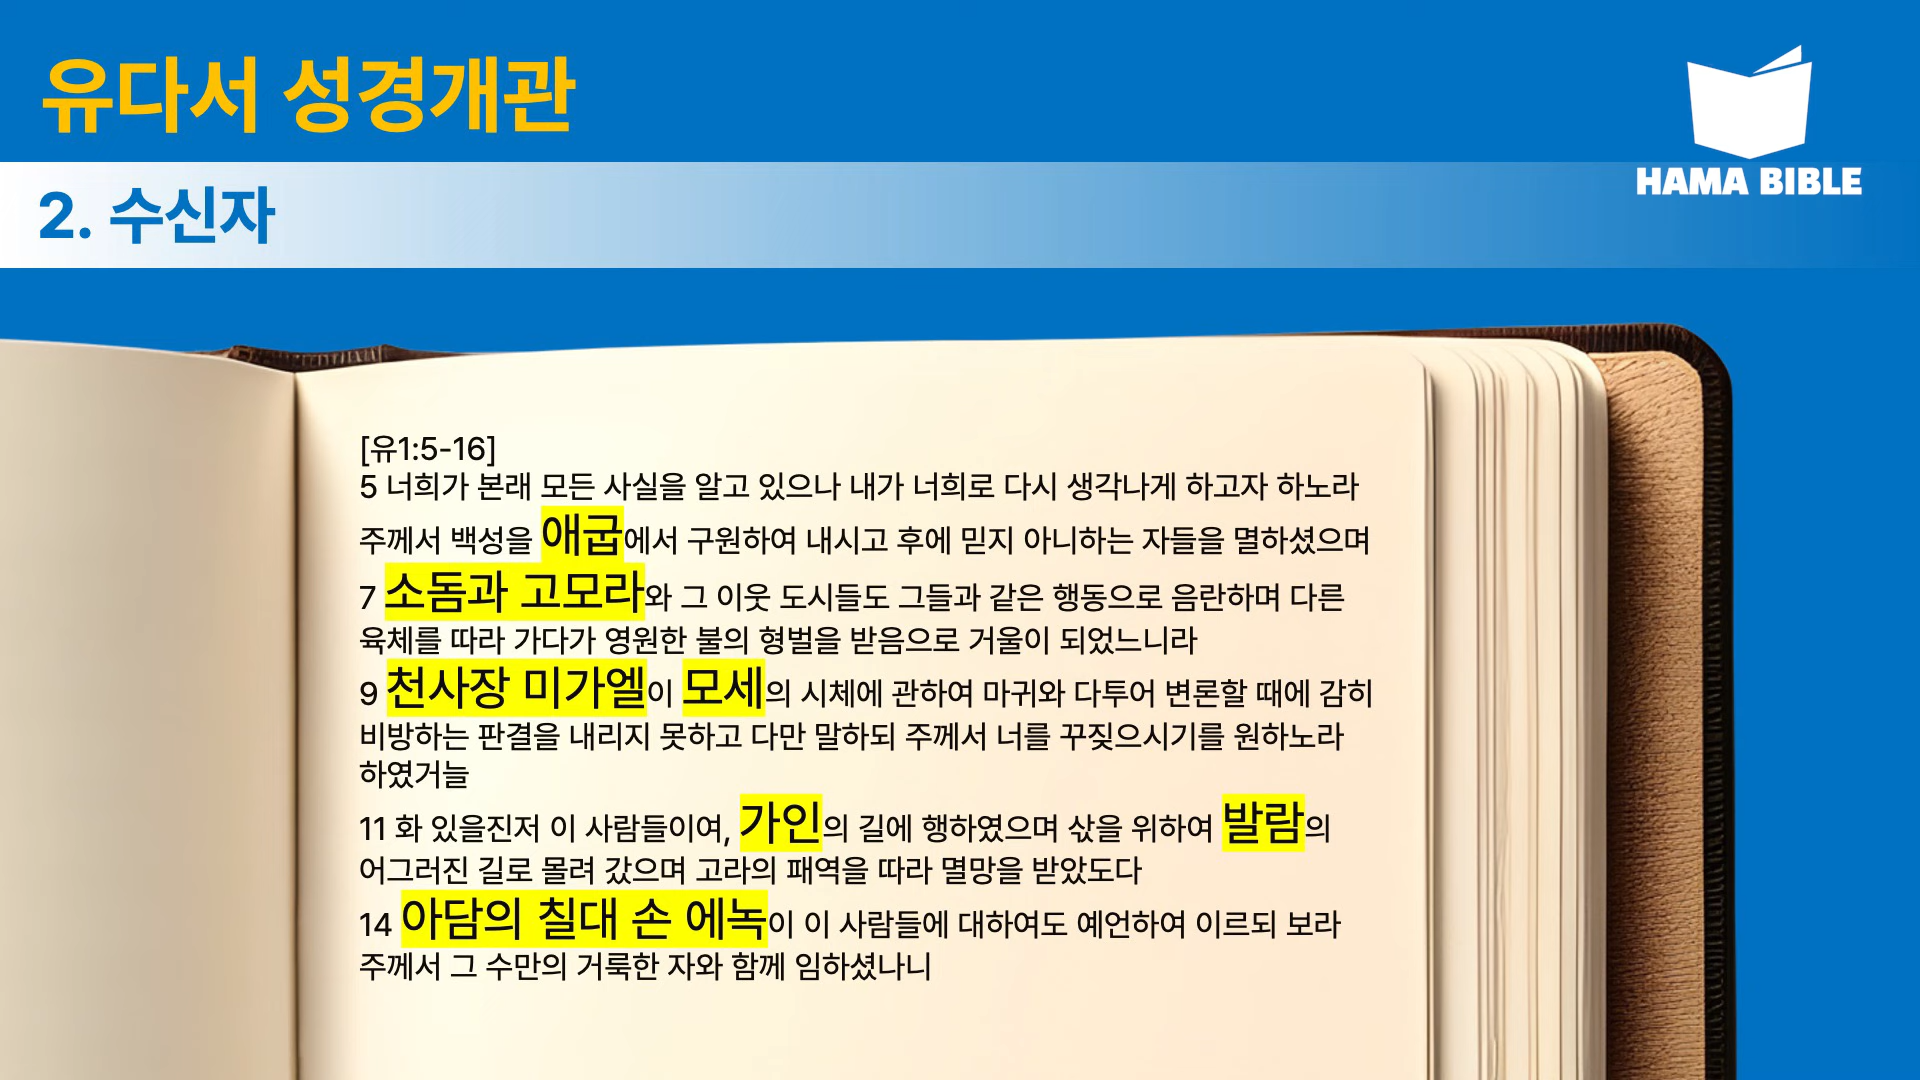 유다서 성경개관
HAMA BIBLE
2. 수신자
[유1:5-16]
5 너희가 본래 모든 사실을 알고 있으나 내가 너희로 다시 생각나게 하고자 하노라
주께서 백성을 애굽에서 구원하여 내시고 후에 믿지 아니하는 자들을 멸하셨으며
7 소돔과 고모라와 그 이웃 도시들도 그들과 같은 행동으로 음란하며 다른
육체를 따라 가다가 영원한 불의 형벌을 받음으로 거울이 되었느니라
9 천사장 미가엘이 모세의 시체에 관하여 마귀와 다투어 변론할 때에 감히
비방하는 판결을 내리지 못하고 다만 말하되 주께서 너를 꾸짖으시기를 원하노라
하였거늘
11 화 있을진저 이 사람들이여, 가인의 길에 행하였으며 삯을 위하여 발람의
어그러진 길로 몰려 갔으며 고라의 패역을 따라 멸망을 받았도다
14 아담의 칠대 손 에녹이 이 사람들에 대하여도 예언하여 이르되 보라
주께서 그 수만의 거룩한 자와 함께 임하셨나니